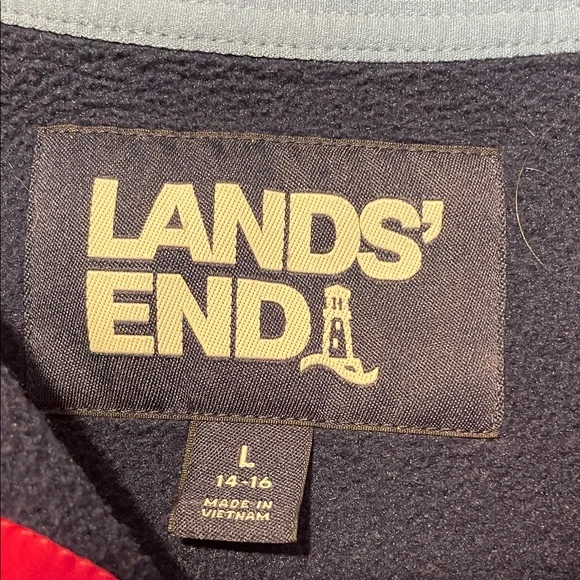 LANDS'
END
L
14-16
MADE IN
VIETNAM